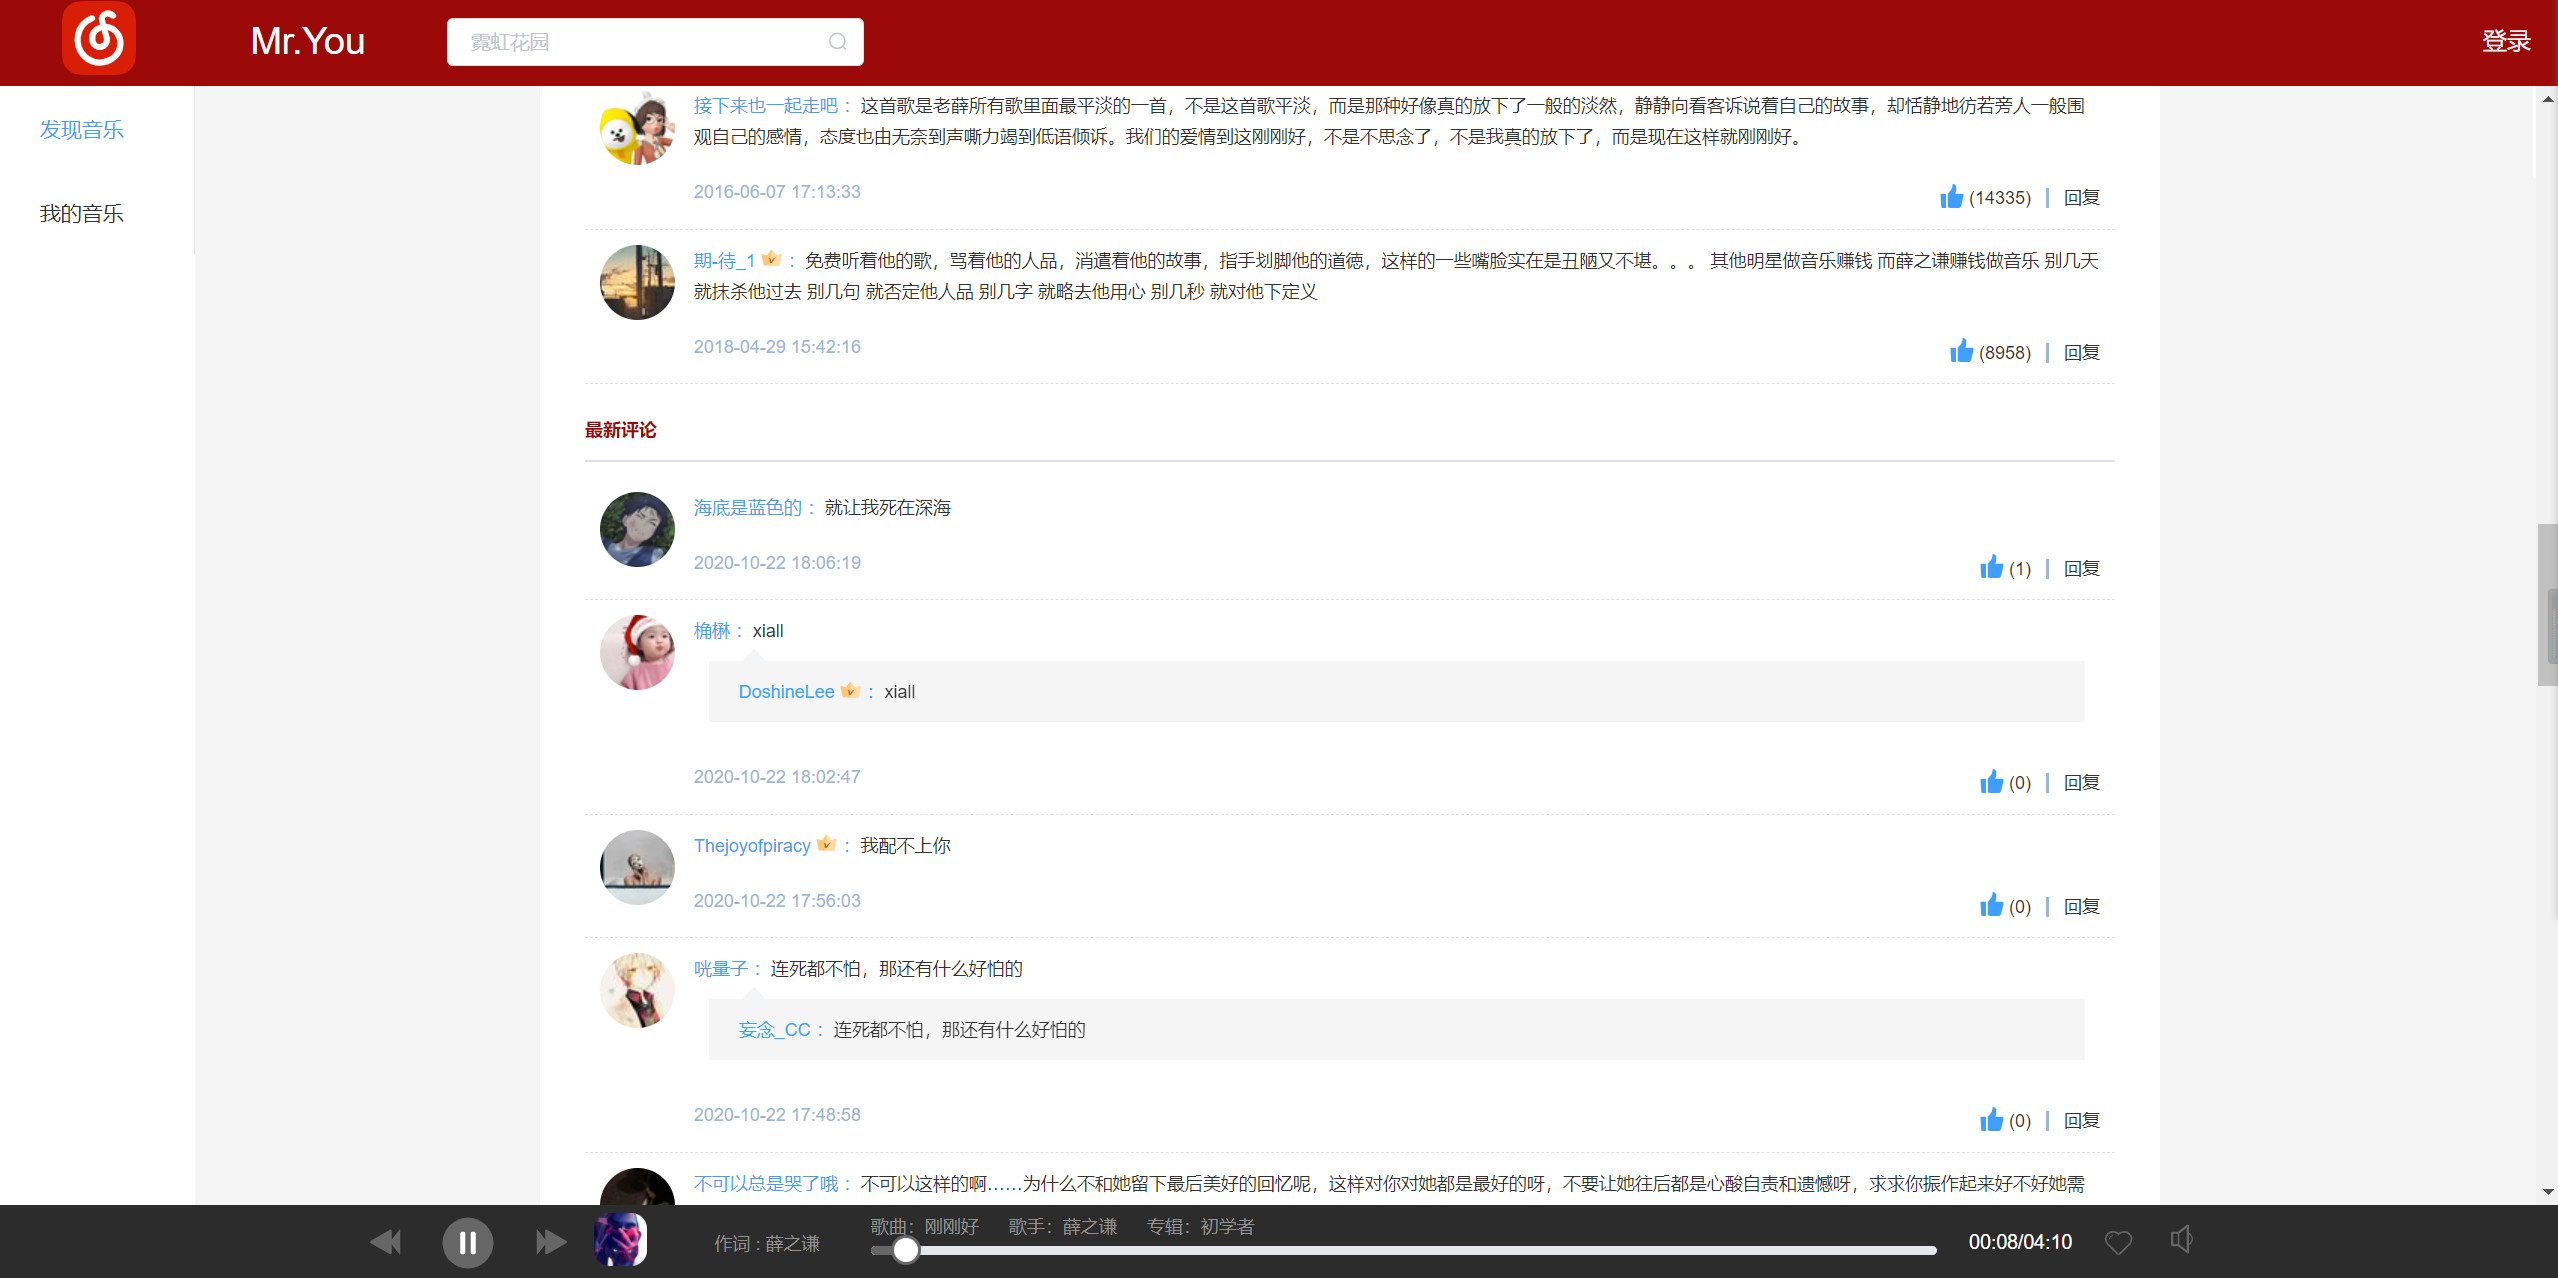 Mr.You
霓虹花园
登录
发现音乐
我的音乐
接下来也一起走吧 : 这首歌是老薛所有歌里面最平淡的一首，不是这首歌平淡，而是那种好像真的放下了一般的淡然，静静向看客诉说着自己的故事，却恬静地彷若旁人一般围
观自己的感情，态度也由无奈到声嘶力竭到低语倾诉。我们的爱情到这刚刚好，不是不思念了，不是我真的放下了，而是现在这样就刚刚好。
2016-06-07 17:13:33
(14335) | 回复
期-待_1 : 免费听着他的歌，骂着他的人品，消遣着他的故事，指手划脚他的道德，这样的一些嘴脸实在是丑陋又不堪。。。 其他明星做音乐赚钱 而薛之谦赚钱做音乐 别几天
就抹杀他过去 别几句 就否定他人品 别几字 就略去他用心 别几秒 就对他下定义
2018-04-29 15:42:16
(8958) | 回复
最新评论
海底是蓝色的 : 就让我死在深海
2020-10-22 18:06:19
(1) | 回复
桷楙 : xiall
DoshineLee : xiall
2020-10-22 18:02:47
(0) | 回复
Thejoyofpiracy : 我配不上你
2020-10-22 17:56:03
(0) | 回复
咣量子 : 连死都不怕，那还有什么好怕的
妄念_CC : 连死都不怕，那还有什么好怕的
2020-10-22 17:48:58
(0) | 回复
不可以总是哭了哦 : 不可以这样的啊……为什么不和她留下最后美好的回忆呢，这样对你对她都是最好的呀，不要让她往后都是心酸自责和遗憾呀，求求你振作起来好不好她需
作词 : 薛之谦
歌曲：刚刚好 歌手：薛之谦 专辑：初学者
00:08/04:10